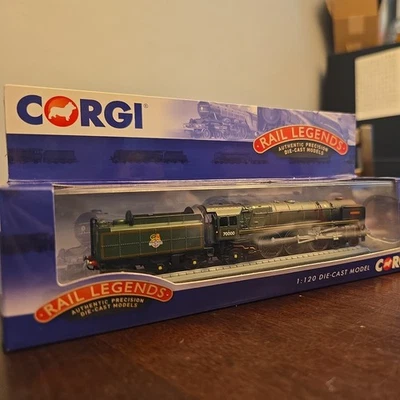 CORGI
RAIL LEGENDS
AUTHENTIC PRECISION
DIE-CAST MODELS
70000
RAIL LEGENDS
AUTHENTIC PRECISION
DIE-CAST MODELS
1:120 DIE-CAST MODEL
CORG